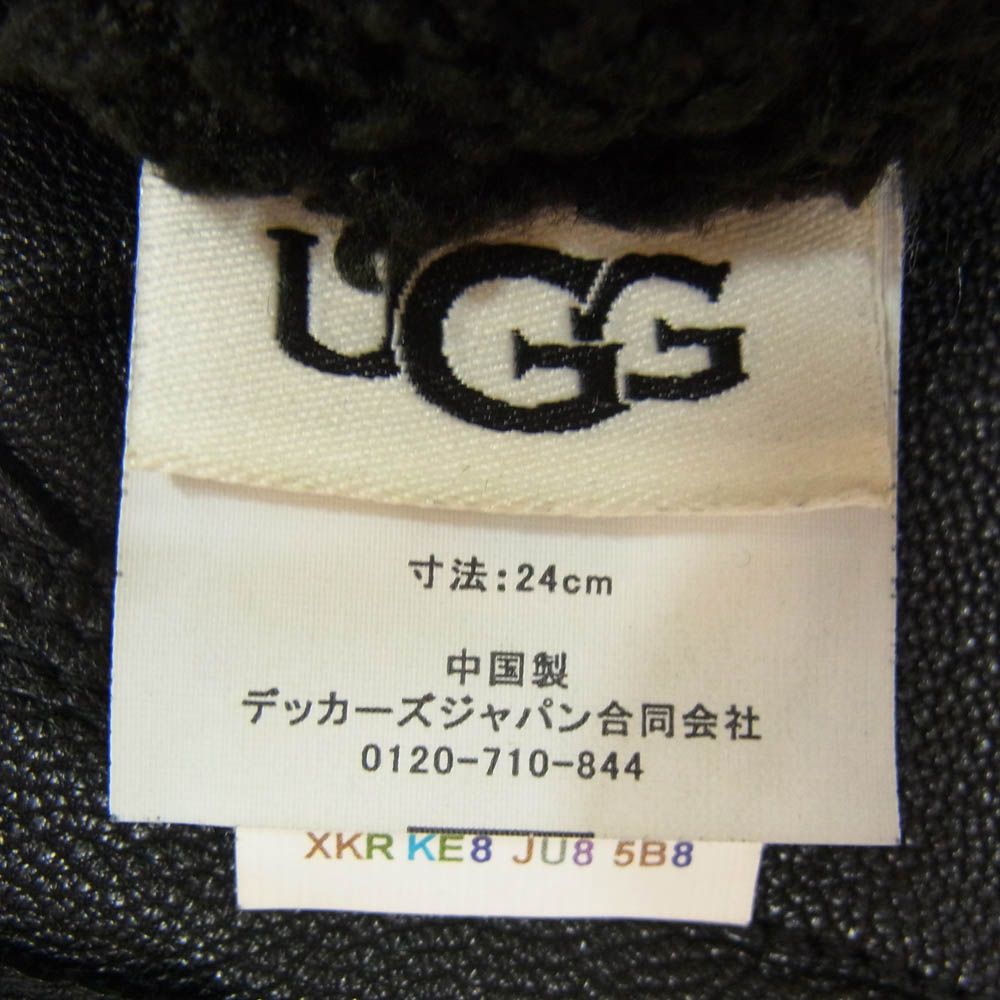 UGG
寸法:24cm
中国製
デッカーズジャパン合同会社
0120-710-844
XKR KE8 JU8 5B8